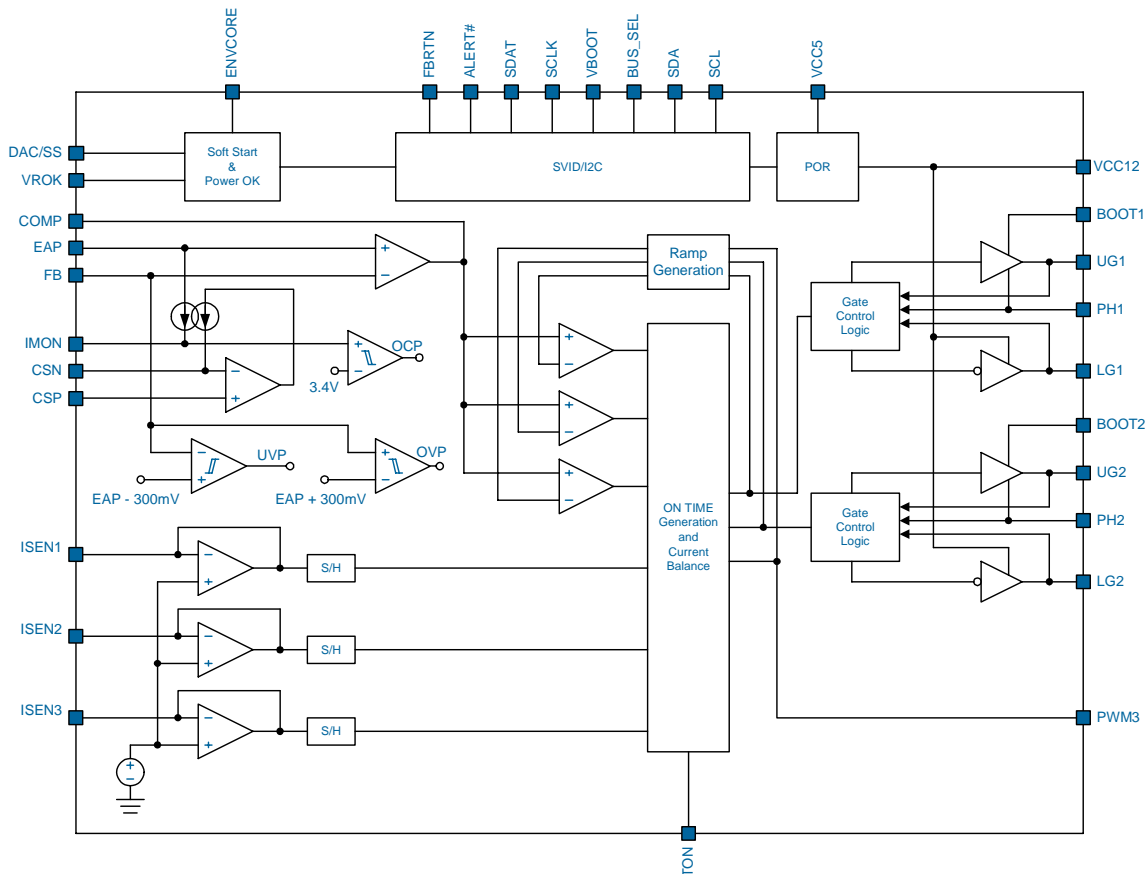 ENVCORE
FBRTN
ALERT#
SDAT
SCLK
VBOOT
BUS_SEL
SDA
SCL
VCC5
DAC/SS
VROK
COMP
EAP
FB
IMON
CSN
CSP
Soft Start
&
Power OK
SVID/I2C
POR
VCC12
BOOT1
UG1
PH1
LG1
BOOT2
UG2
PH2
LG2
PWM3
+
−
Ramp
Generation
Gate
Control
Logic
+
−
OCP
3.4V
−
+
+
−
+
−
+
−
−
+
UVP
EAP - 300mV
+
−
OVP
EAP + 300mV
Gate
Control
Logic
ON TIME
Generation
and
Current
Balance
ISEN1
−
+
S/H
ISEN2
−
+
S/H
ISEN3
−
+
S/H
+
−
TON